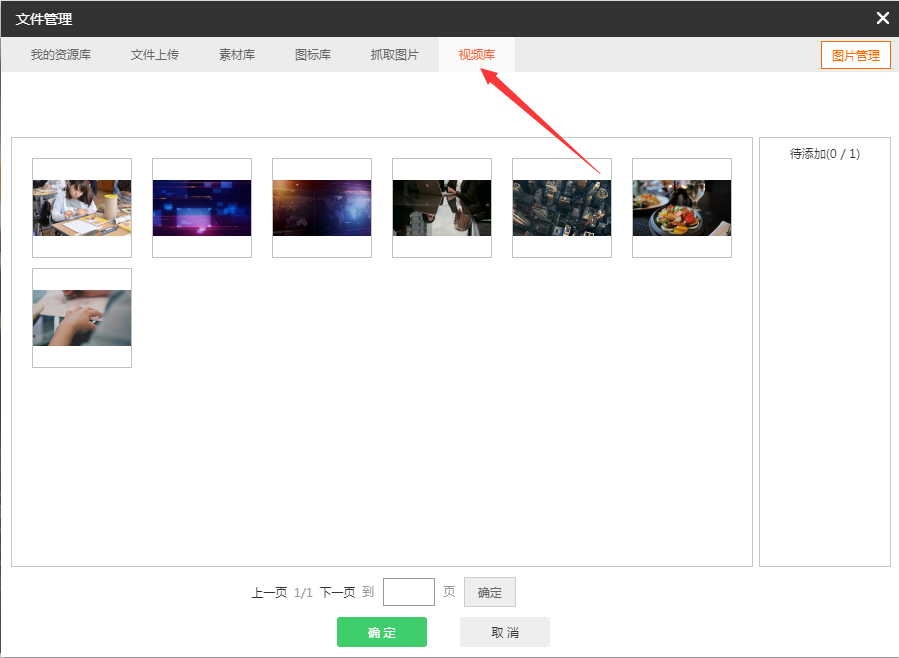 文件管理
我的资源库 文件上传 素材库 图标库 抓取图片 视频库 图片管理
待添加(0 / 1)
上一页 1/1 下一页 到 页 确定
确 定 取 消